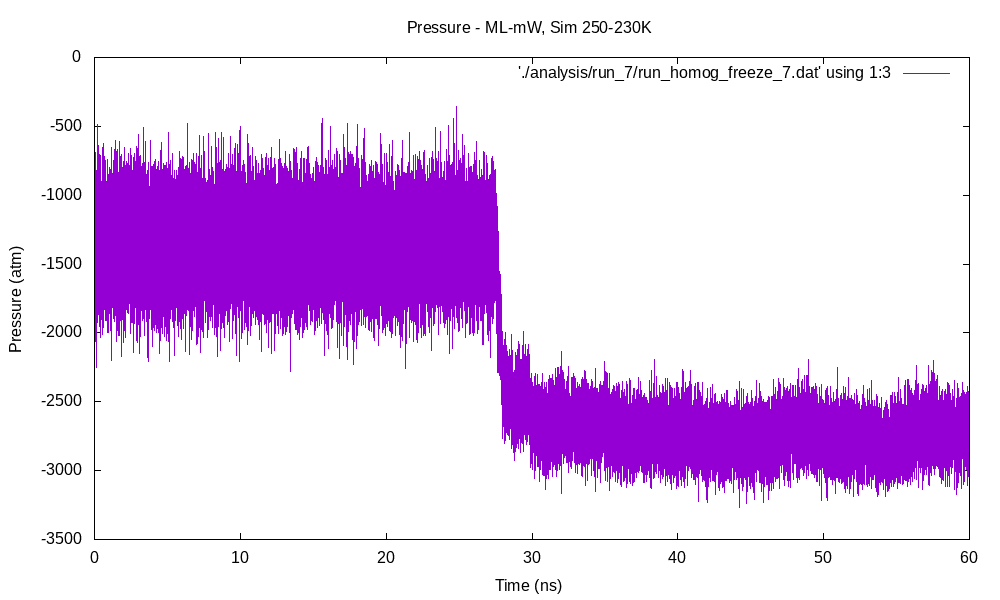 Pressure - ML-mW, Sim 250-230K
'./analysis/run_7/run_homog_freeze_7.dat' using 1:3
0
-500
-1000
-1500
-2000
-2500
-3000
-3500
Pressure (atm)
0 10 20 30 40 50 60
Time (ns)